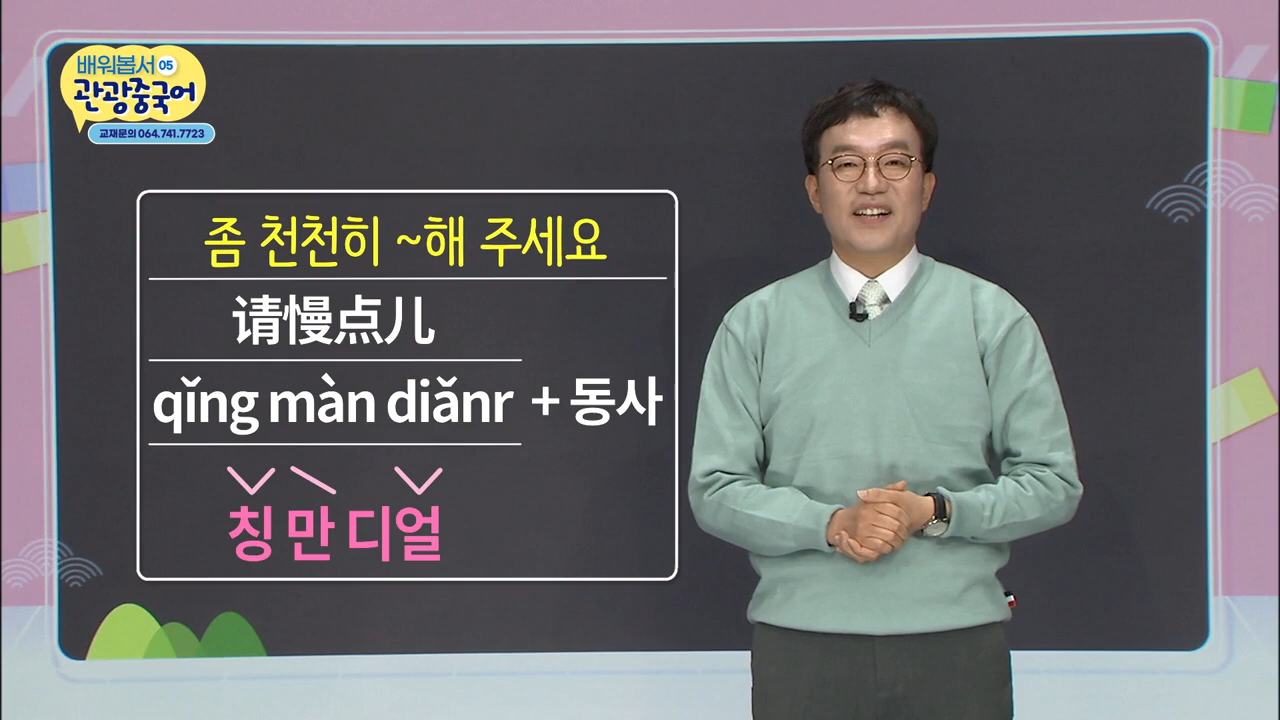 배워봅서 05
관광중국어
교재문의 064.741.7723
좀 천천히 ~해 주세요
请慢点儿
qǐng màn diǎnr + 동사
칭 만 디얼